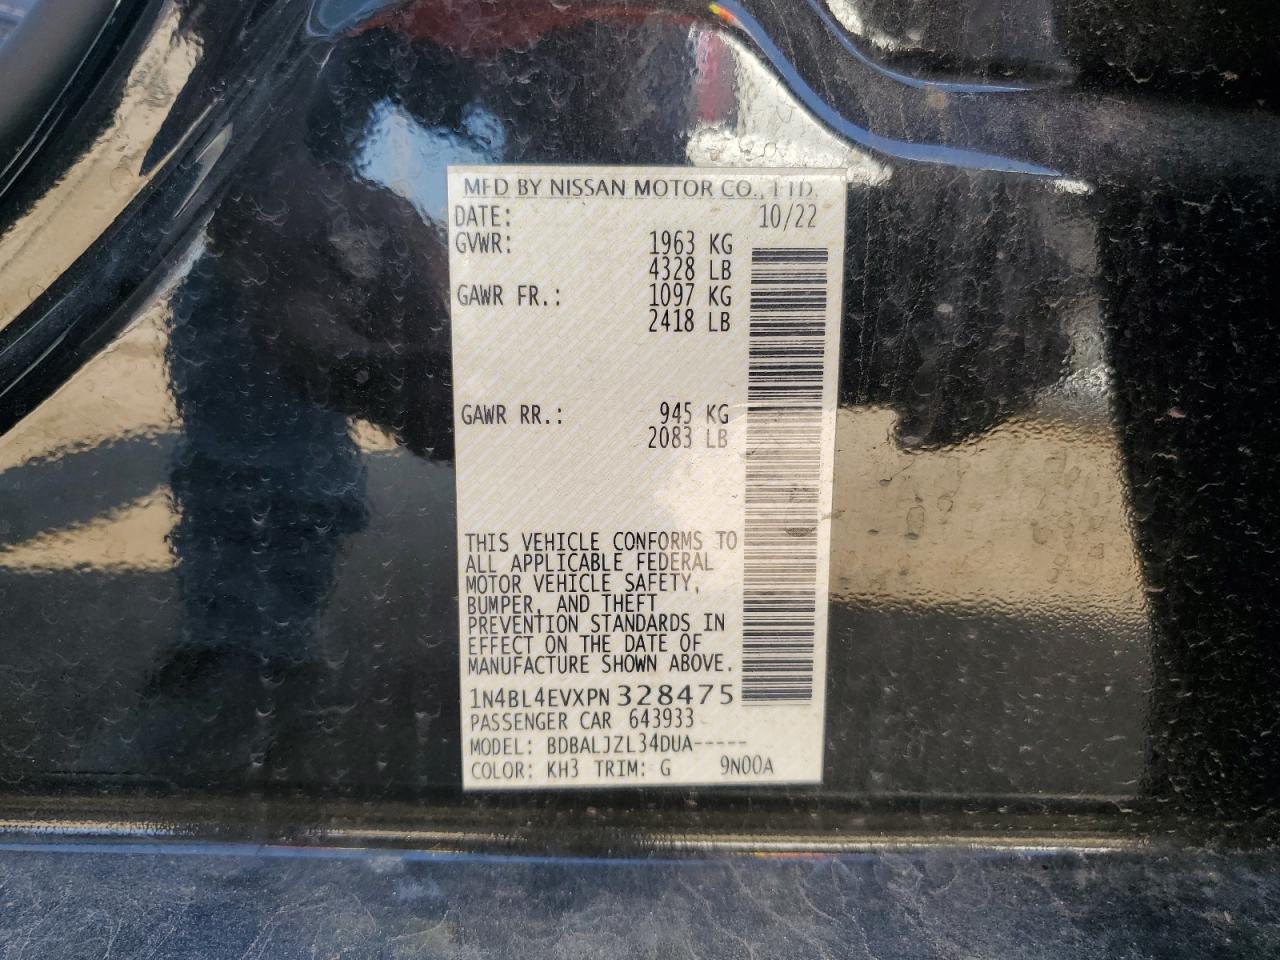 MFD BY NISSAN MOTOR CO., LTD.
DATE: 10/22
GVWR: 1963 KG
4328 LB
GAWR FR.: 1097 KG
2418 LB
GAWR RR.: 945 KG
2083 LB
THIS VEHICLE CONFORMS TO
ALL APPLICABLE FEDERAL
MOTOR VEHICLE SAFETY,
BUMPER, AND THEFT
PREVENTION STANDARDS IN
EFFECT ON THE DATE OF
MANUFACTURE SHOWN ABOVE.
1N4BL4EVXPN328475
PASSENGER CAR 643933
MODEL: BDBALJZL34DUA-----
COLOR: KH3 TRIM: G 9N00A